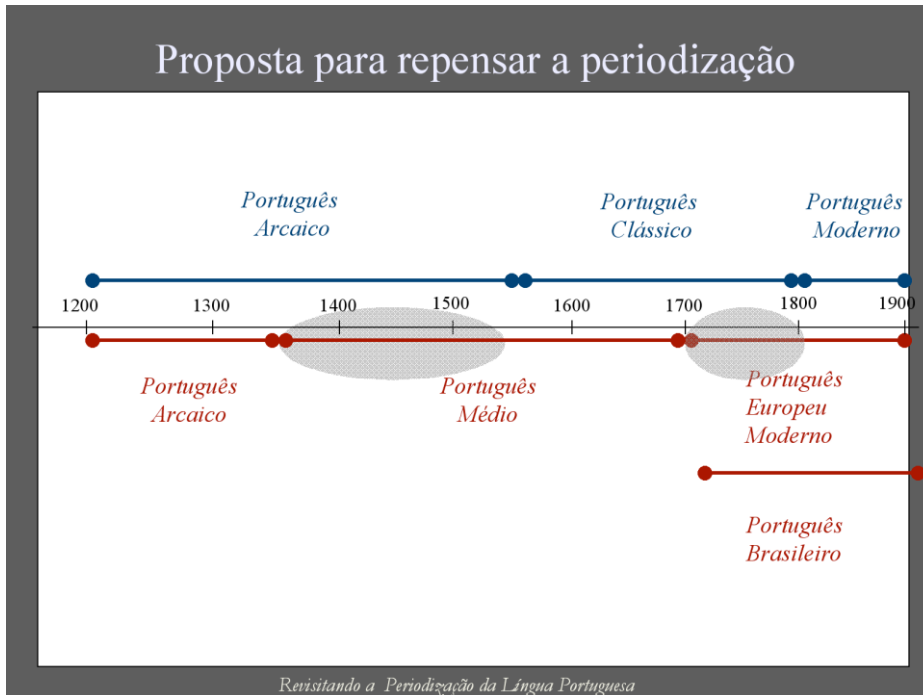 Proposta para repensar a periodização
Português
Arcaico
Português
Clássico
Português
Moderno
1200 1300 1400 1500 1600 1700 1800 1900
Português
Arcaico
Português
Médio
Português
Europeu
Moderno
Português
Brasileiro
Revisitando a Periodização da Língua Portuguesa